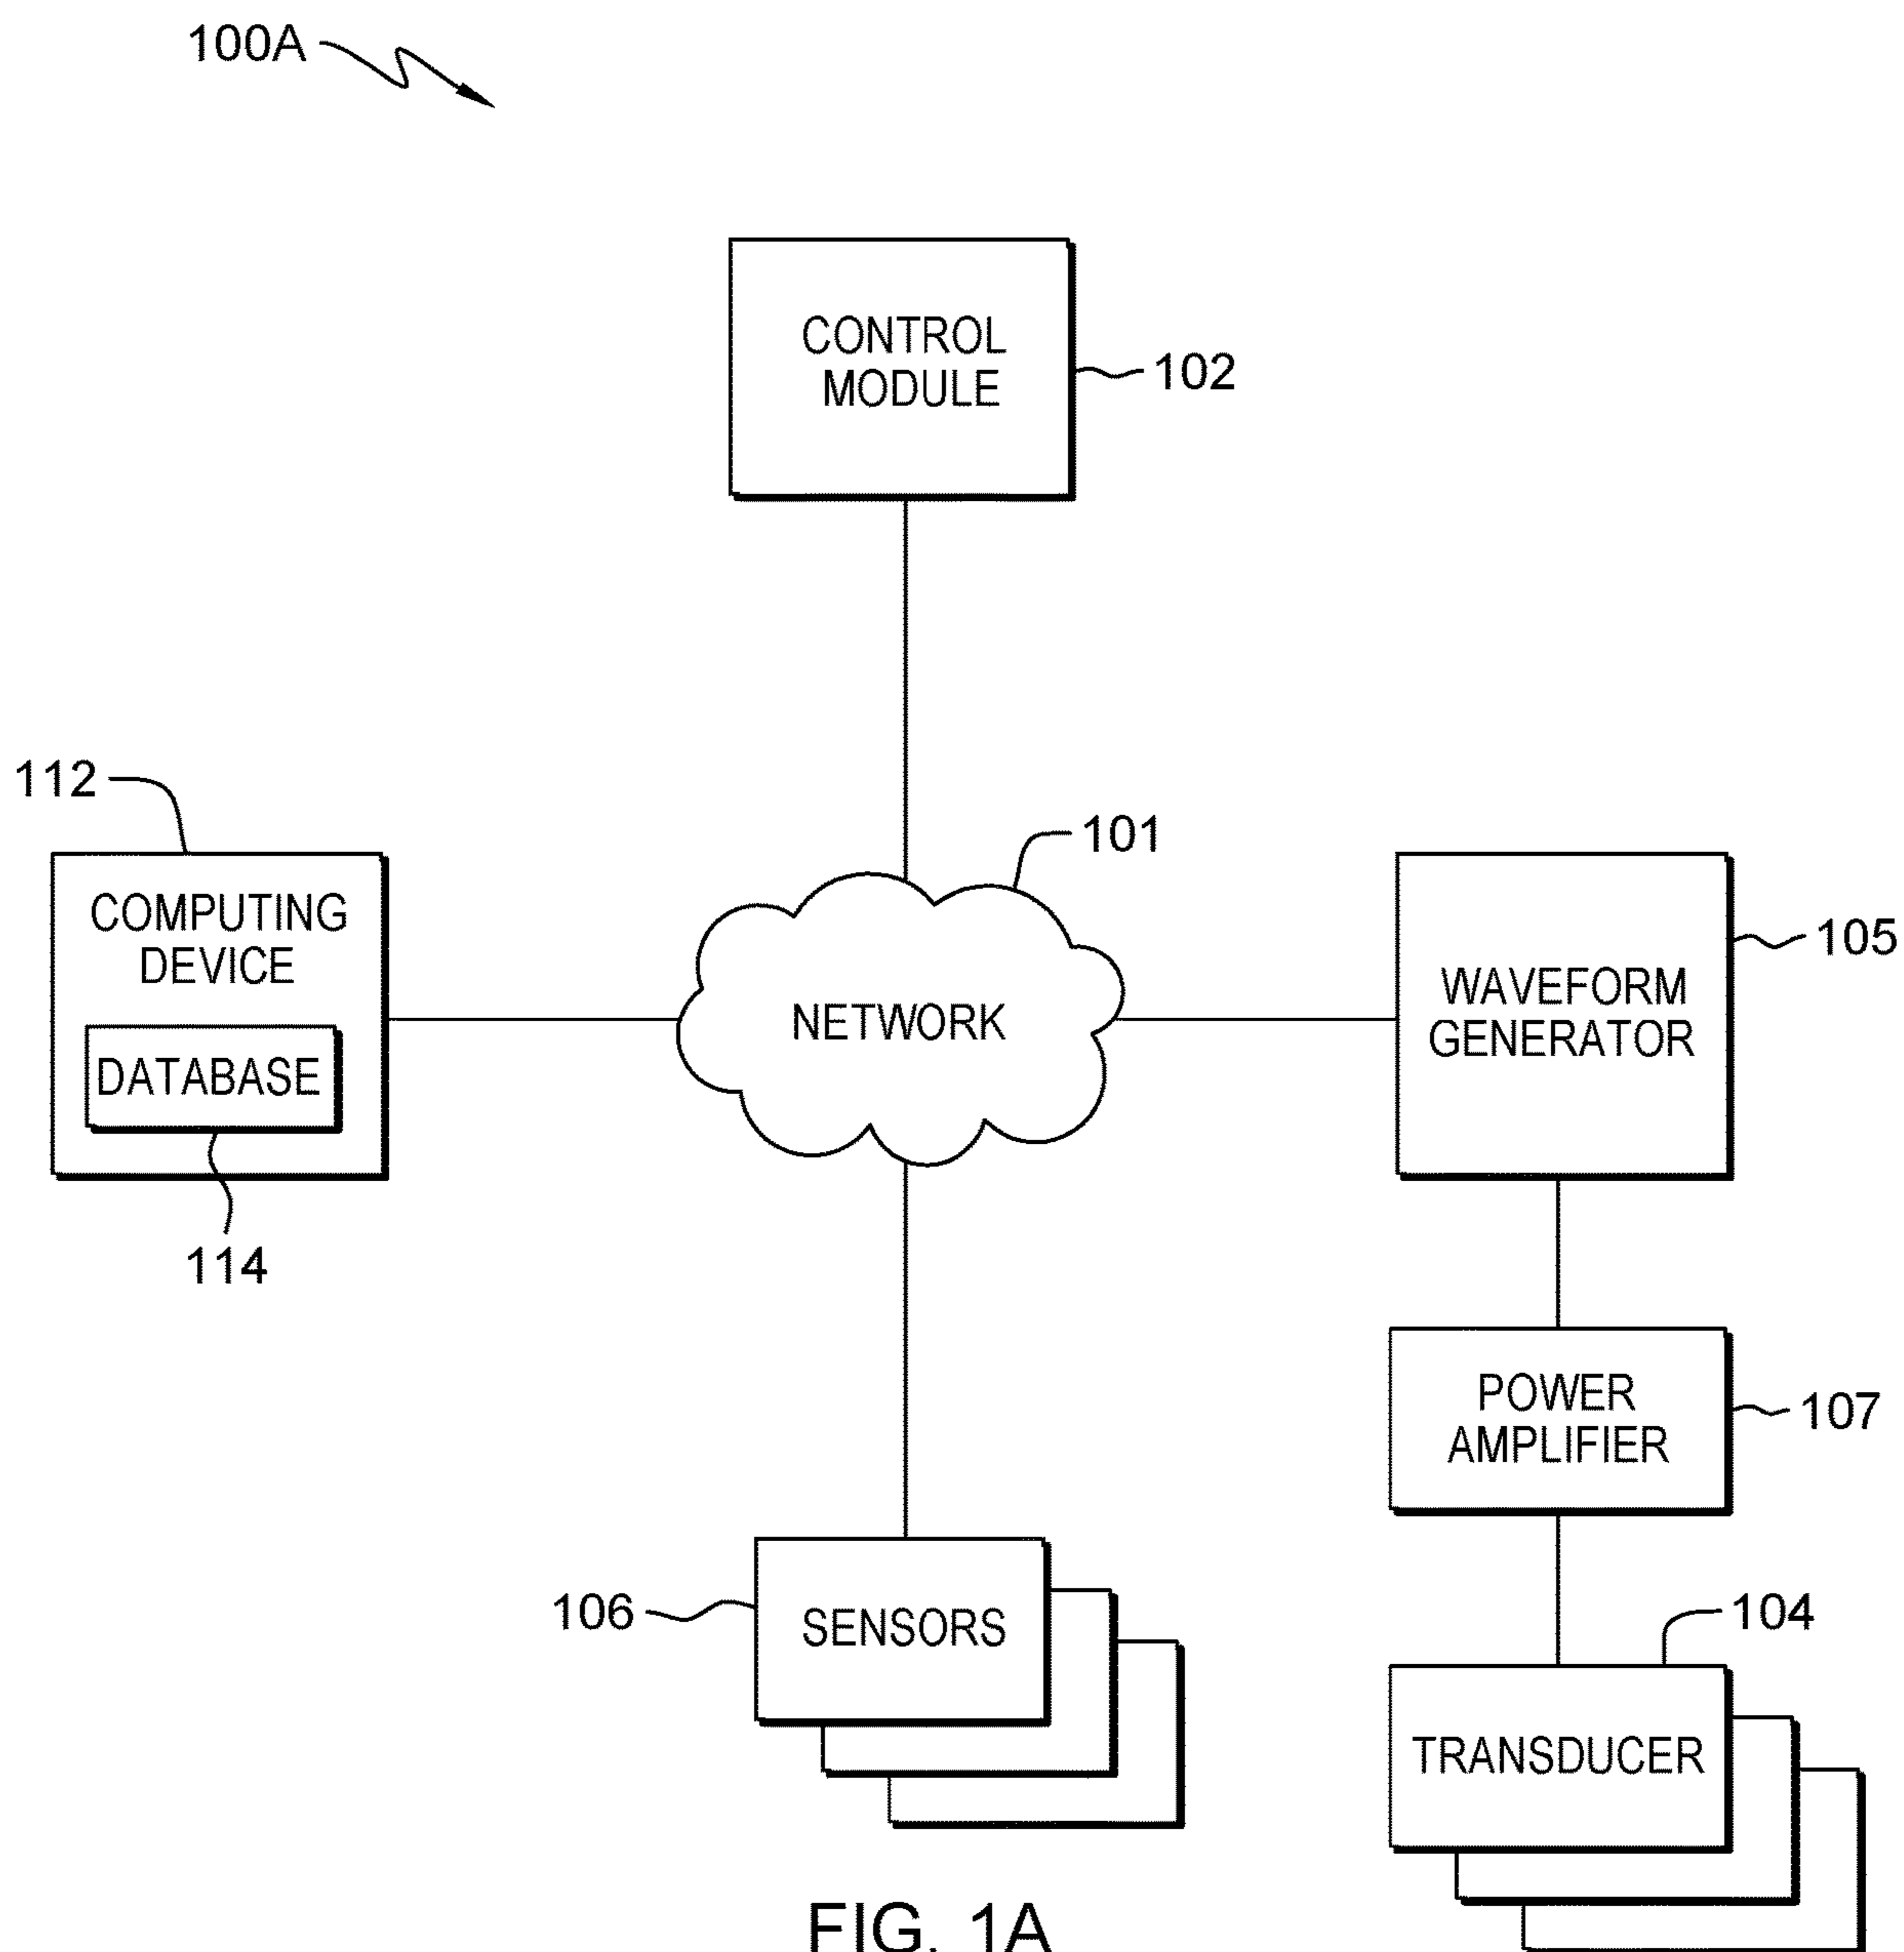 100A
CONTROL
MODULE
102
112
101
COMPUTING
DEVICE
DATABASE
114
NETWORK
WAVEFORM
GENERATOR
105
POWER
AMPLIFIER
107
106
SENSORS
104
TRANSDUCER
FIG. 1A